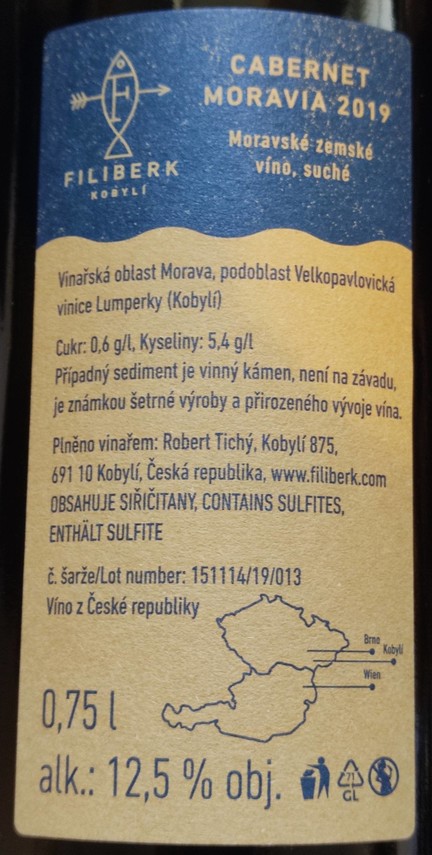 F
FILIBERK
KOBYLÍ
CABERNET
MORAVIA 2019
Moravské zemské
víno, suché
Vinařská oblast Morava, podoblast Velkopavlovická
vinice Lumperky (Kobylí)
Cukr: 0,6 g/l, Kyseliny: 5,4 g/l
Případný sediment je vinný kámen, není na závadu,
je známkou šetrné výroby a přirozeného vývoje vína.
Plněno vinařem: Robert Tichý, Kobylí 875,
691 10 Kobylí, Česká republika, www.filiberk.com
OBSAHUJE SIŘIČITANY, CONTAINS SULFITES,
ENTHÄLT SULFITE
č. šarže/Lot number: 151114/19/013
Víno z České republiky
Brno
Kobylí
Wien
0,75 l
alk.: 12,5 % obj.
71
GL